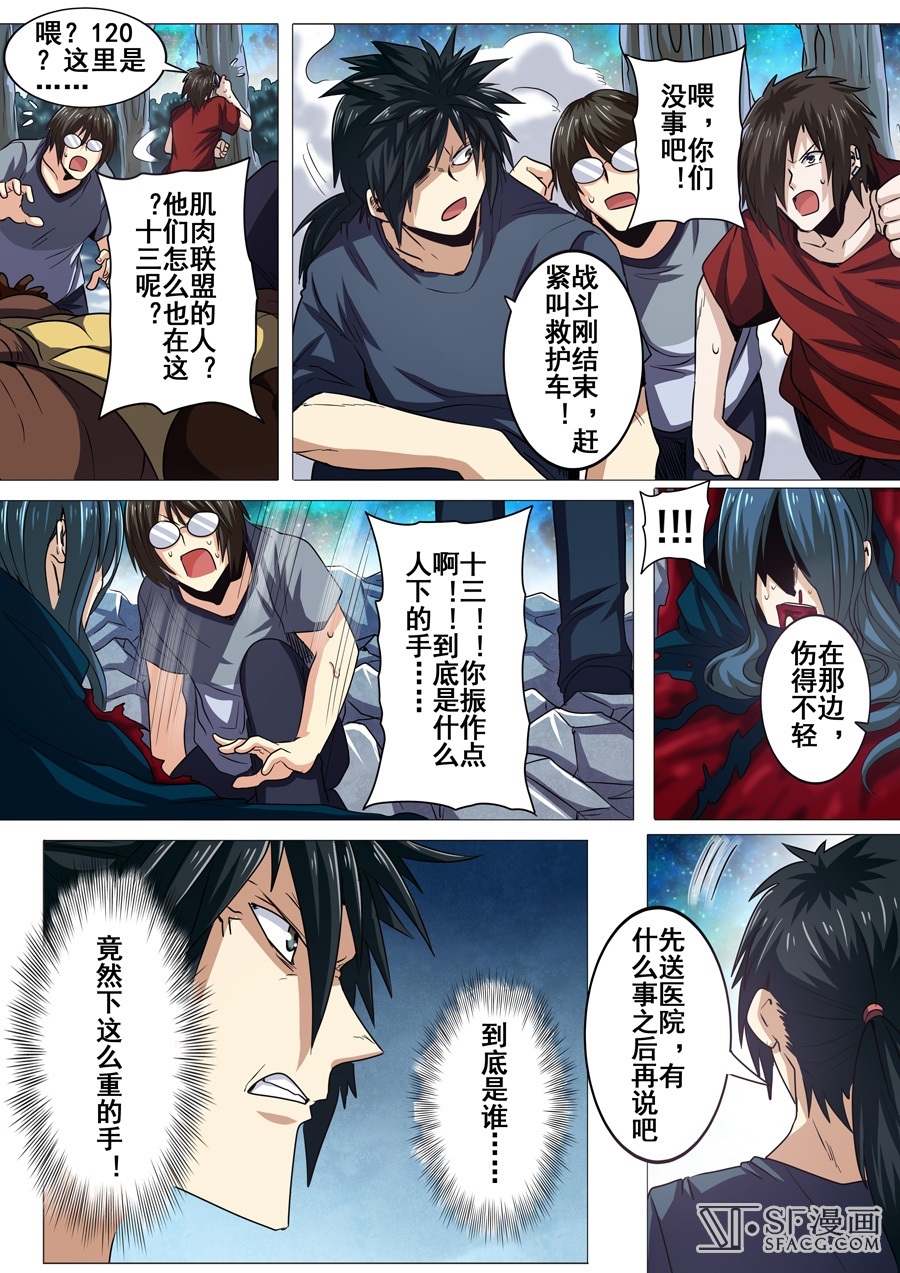 喂，你们
没事吧！
战斗刚结束，赶
紧叫救护车！
喂？120
？这里是
……
肌肉联盟的人？
他们怎么也在这
？十三呢？
!!!
在那边，
伤得不轻
十三！！你振作点
啊！！到底是什么
人下的手……
先送医院，有
什么事之后再说吧
到底是谁……
竟然下这么重的手！
SF漫画
SFACG.COM